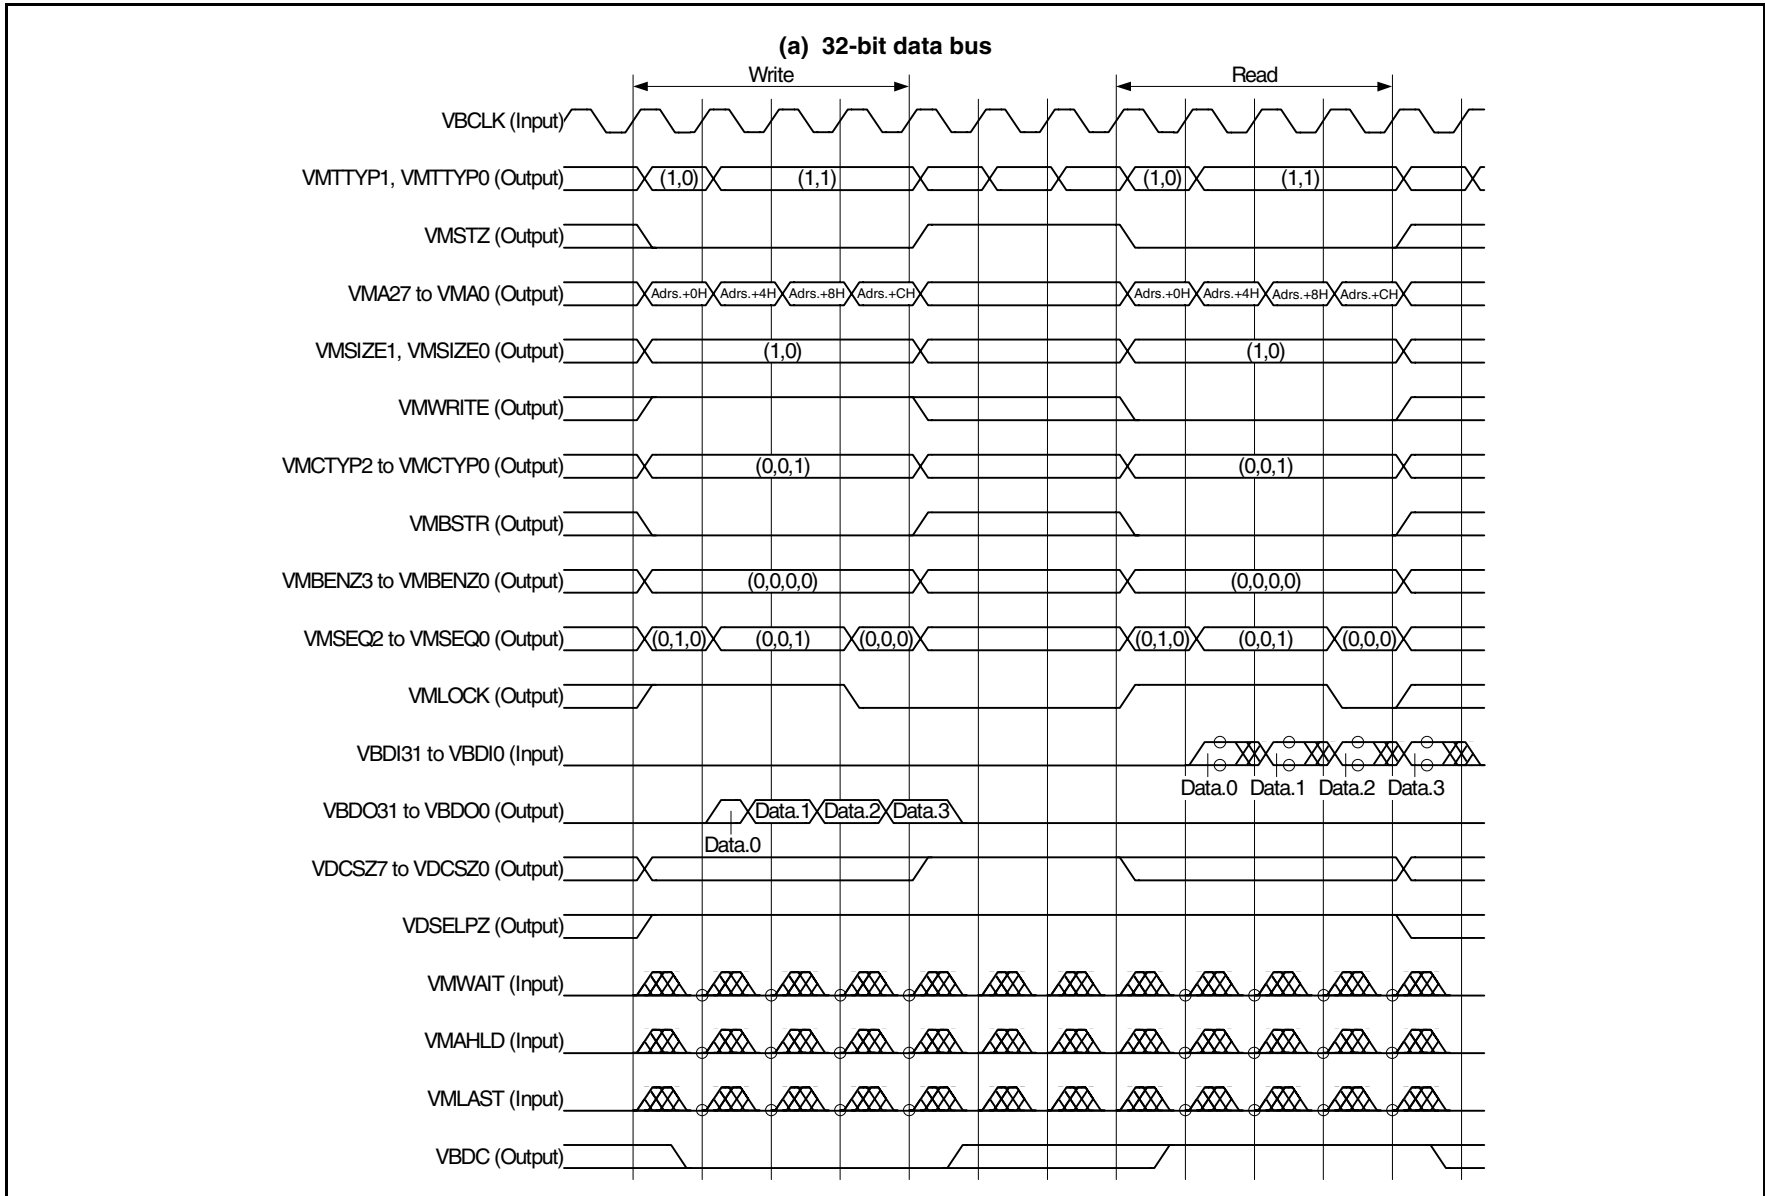 (a) 32-bit data bus
Write Read
VBCLK (Input)
VMTTYP1, VMTTYP0 (Output) (1,0) (1,1) (1,0) (1,1)
VMSTZ (Output)
VMA27 to VMA0 (Output) Adrs.+0H Adrs.+4H Adrs.+8H Adrs.+CH Adrs.+0H Adrs.+4H Adrs.+8H Adrs.+CH
VMSIZE1, VMSIZE0 (Output) (1,0) (1,0)
VMWRITE (Output)
VMCTYP2 to VMCTYP0 (Output) (0,0,1) (0,0,1)
VMBSTR (Output)
VMBENZ3 to VMBENZ0 (Output) (0,0,0,0) (0,0,0,0)
VMSEQ2 to VMSEQ0 (Output) (0,1,0) (0,0,1) (0,0,0) (0,1,0) (0,0,1) (0,0,0)
VMLOCK (Output)
VBDI31 to VBDI0 (Input)
Data.0 Data.1 Data.2 Data.3
VBDO31 to VBDO0 (Output) Data.1 Data.2 Data.3
Data.0
VDCSZ7 to VDCSZ0 (Output)
VDSELPZ (Output)
VMWAIT (Input)
VMAHLD (Input)
VMLAST (Input)
VBDC (Output)